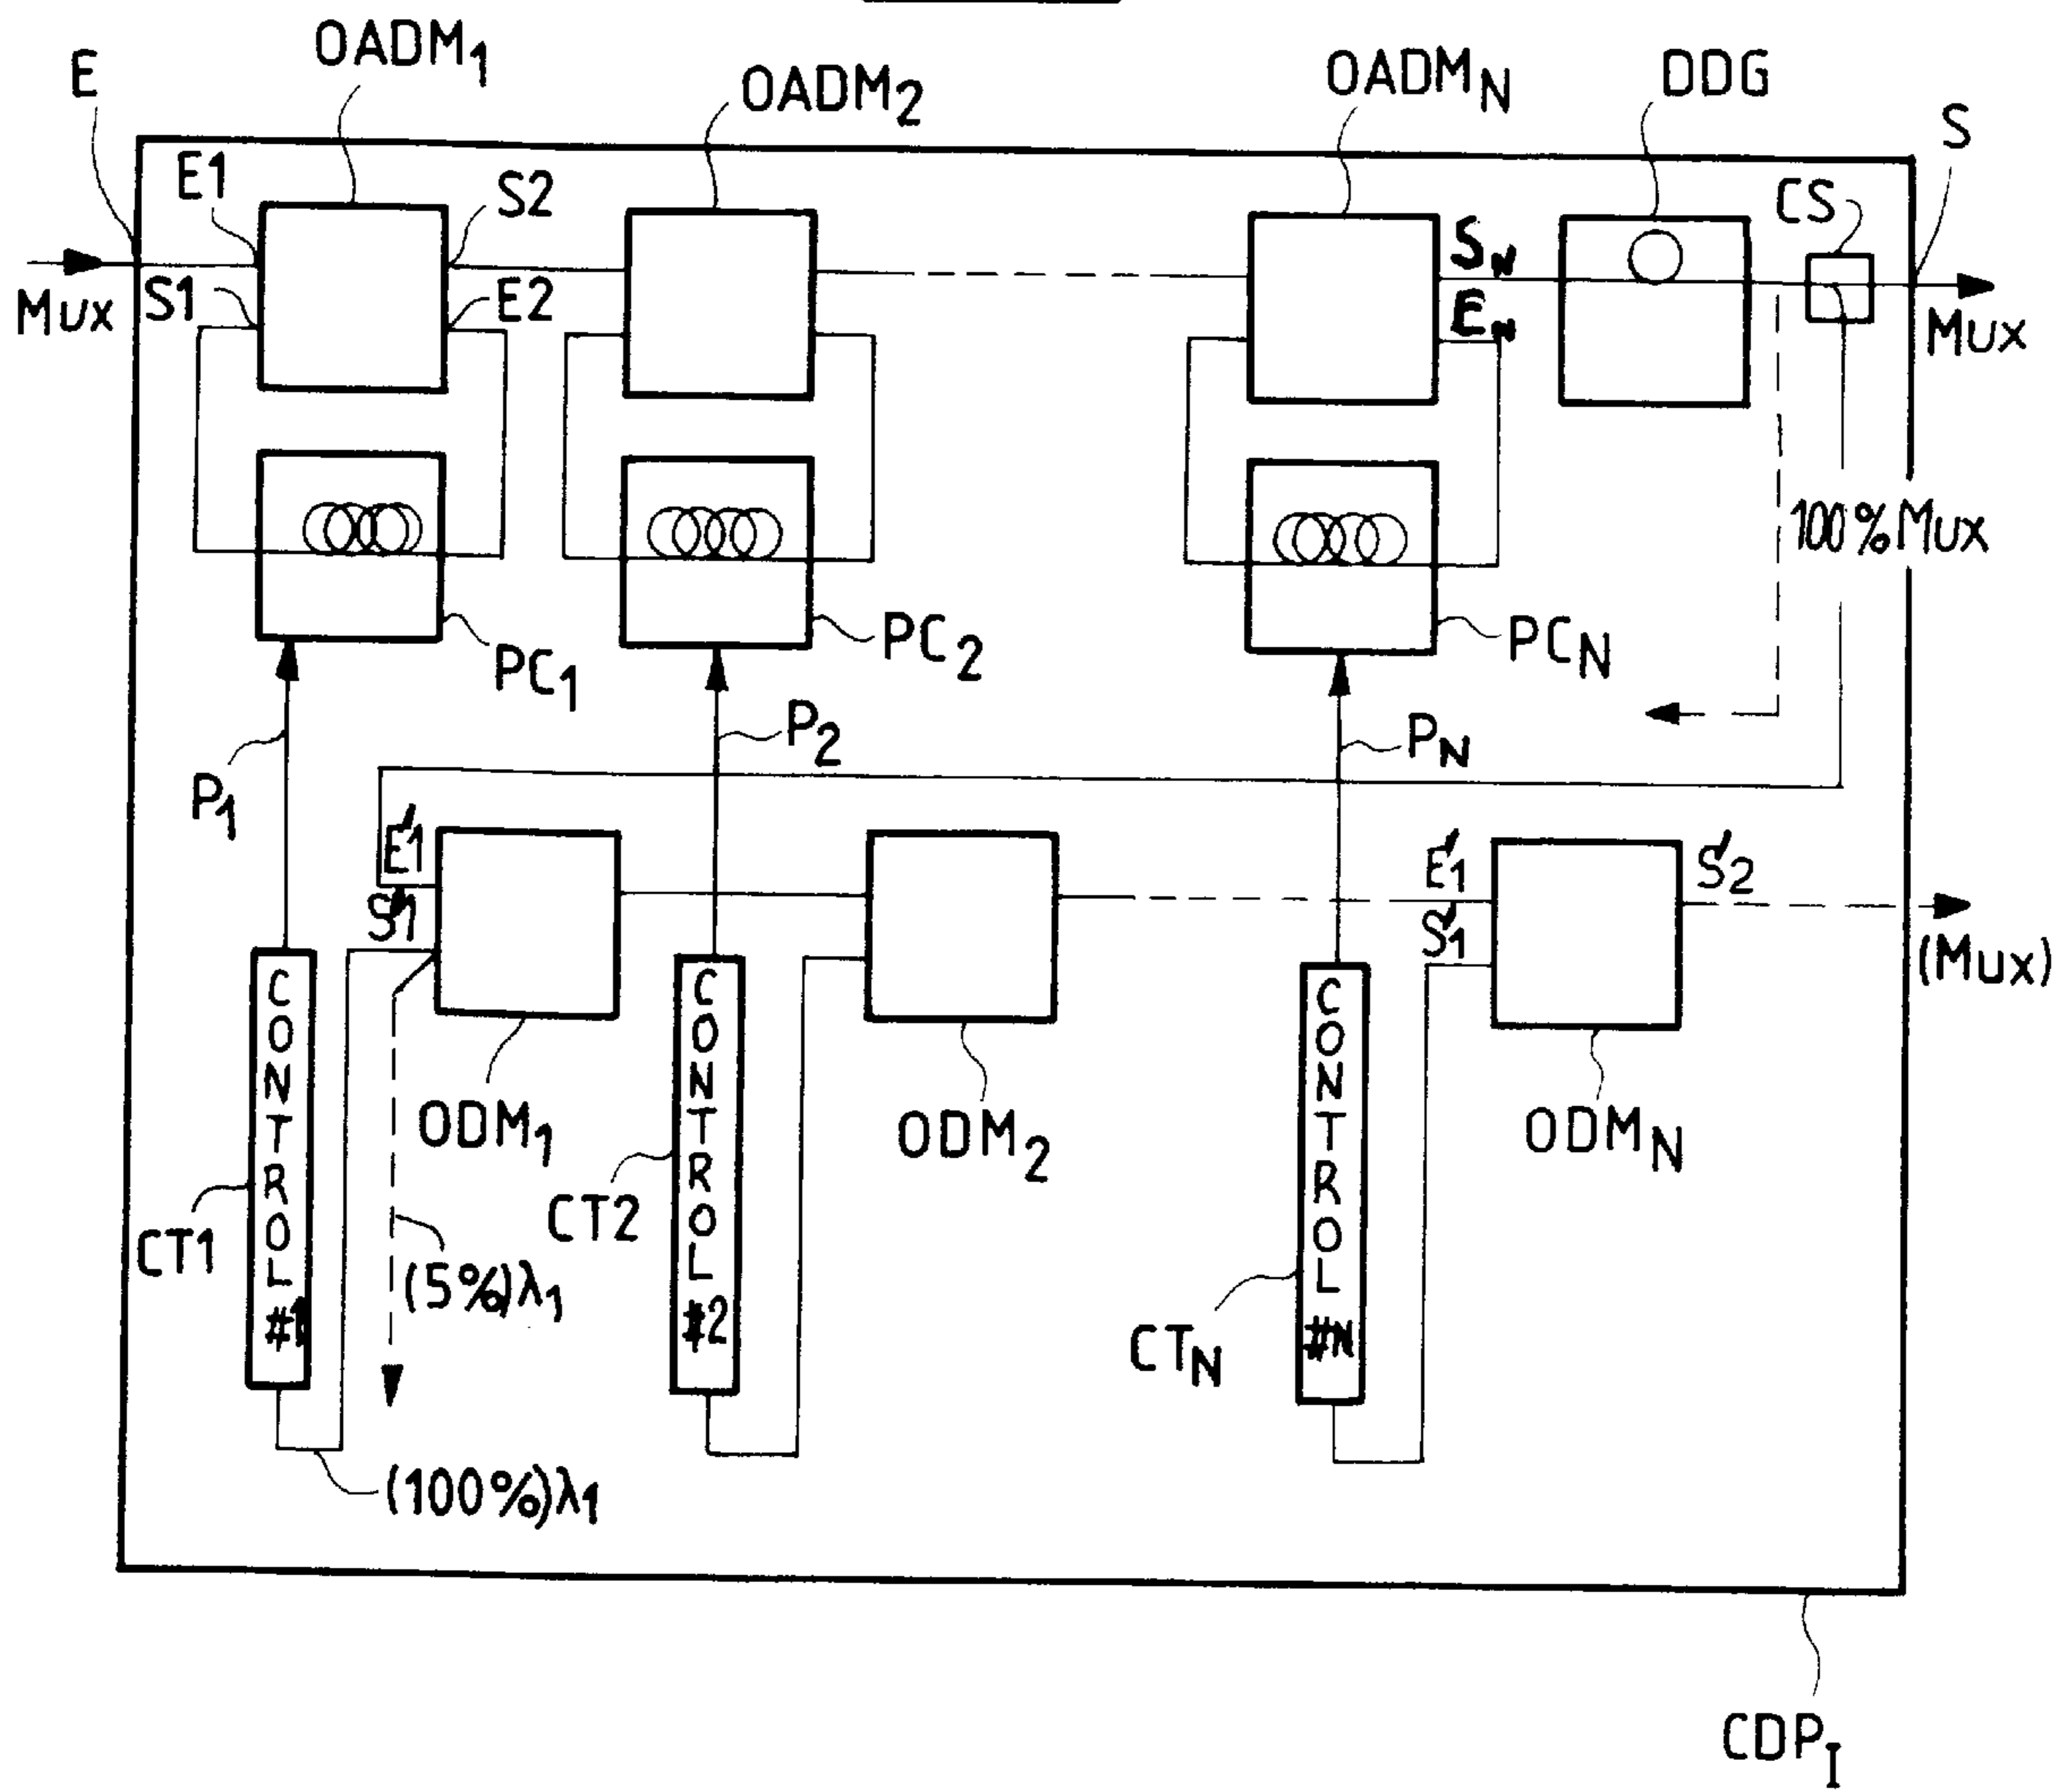 E
OADM1
OADM2
OADMN
DDG
S
E1
S2
SN
CS
Mux
S1
E2
EN
Mux
100% Mux
PC1
PC2
PCN
P1
P2
PN
E'1
S'1
E'1
S'1
S'2
(Mux)
CONTROL #1
CONTROL #2
CONTROL #N
ODM1
ODM2
ODMN
CT1
CT2
CTN
(5%)λ1
(100%)λ1
CDPI